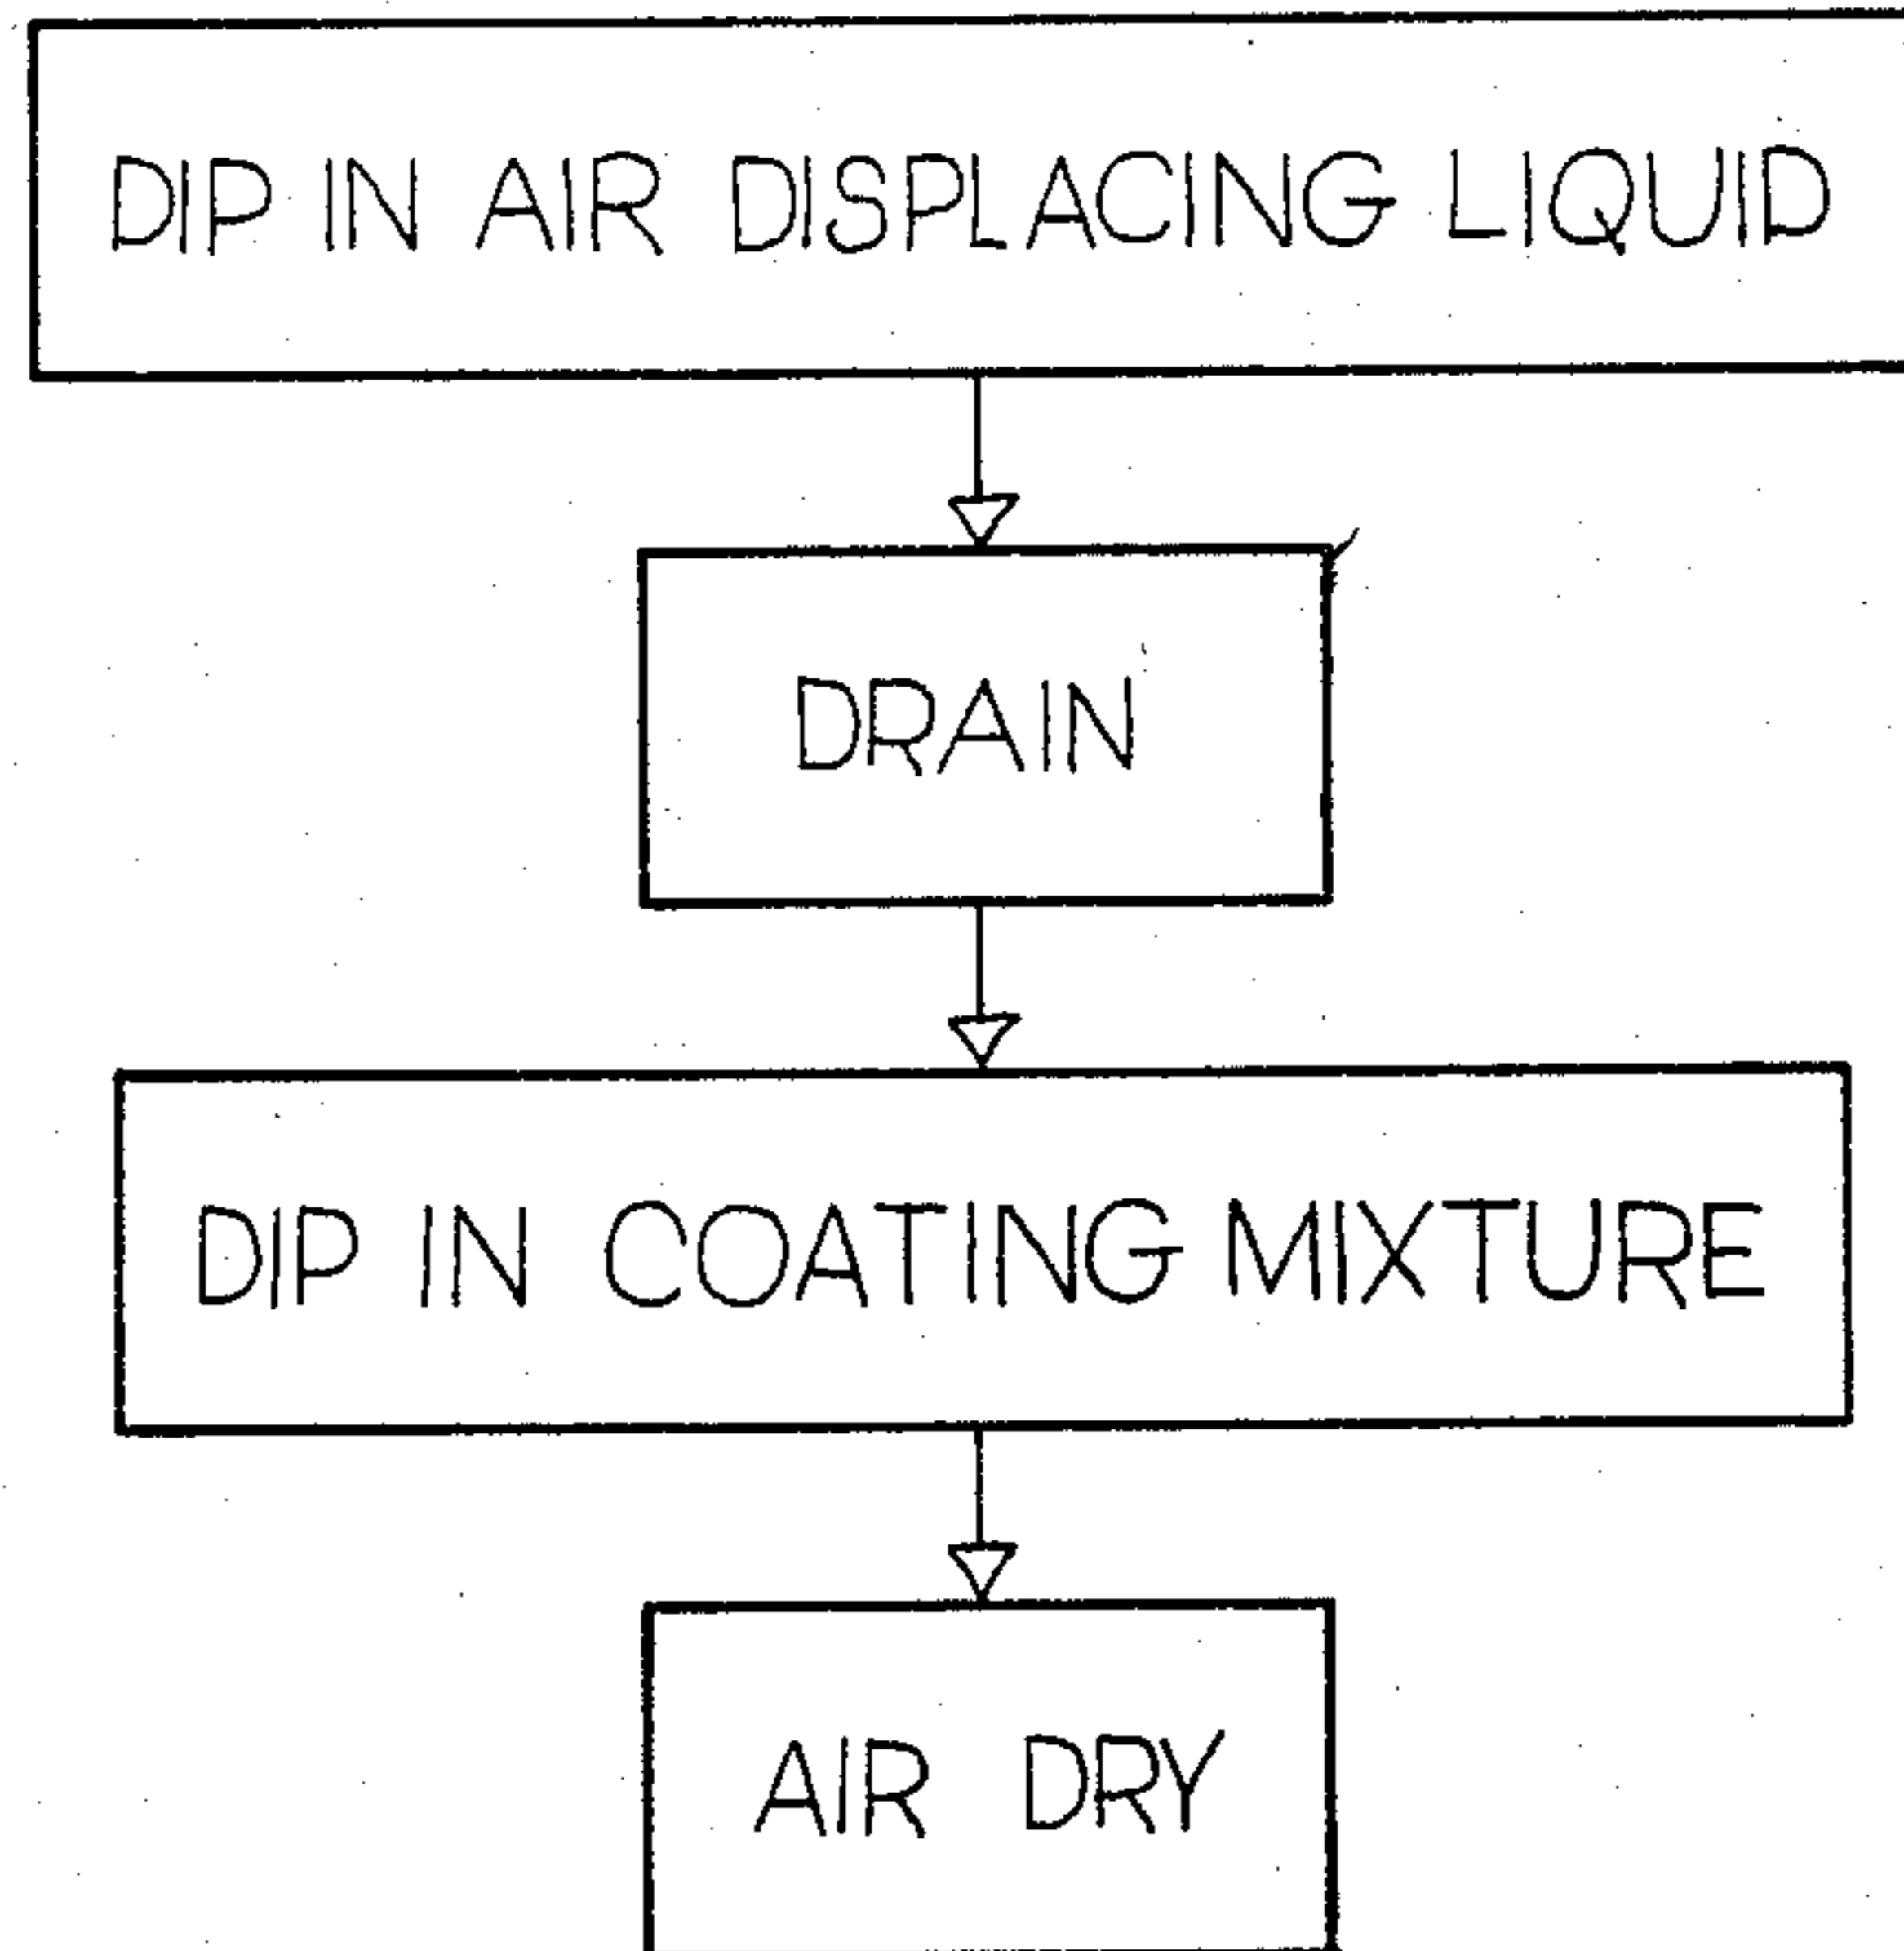 DIP IN AIR DISPLACING LIQUID
DRAIN
DIP IN COATING MIXTURE
AIR DRY